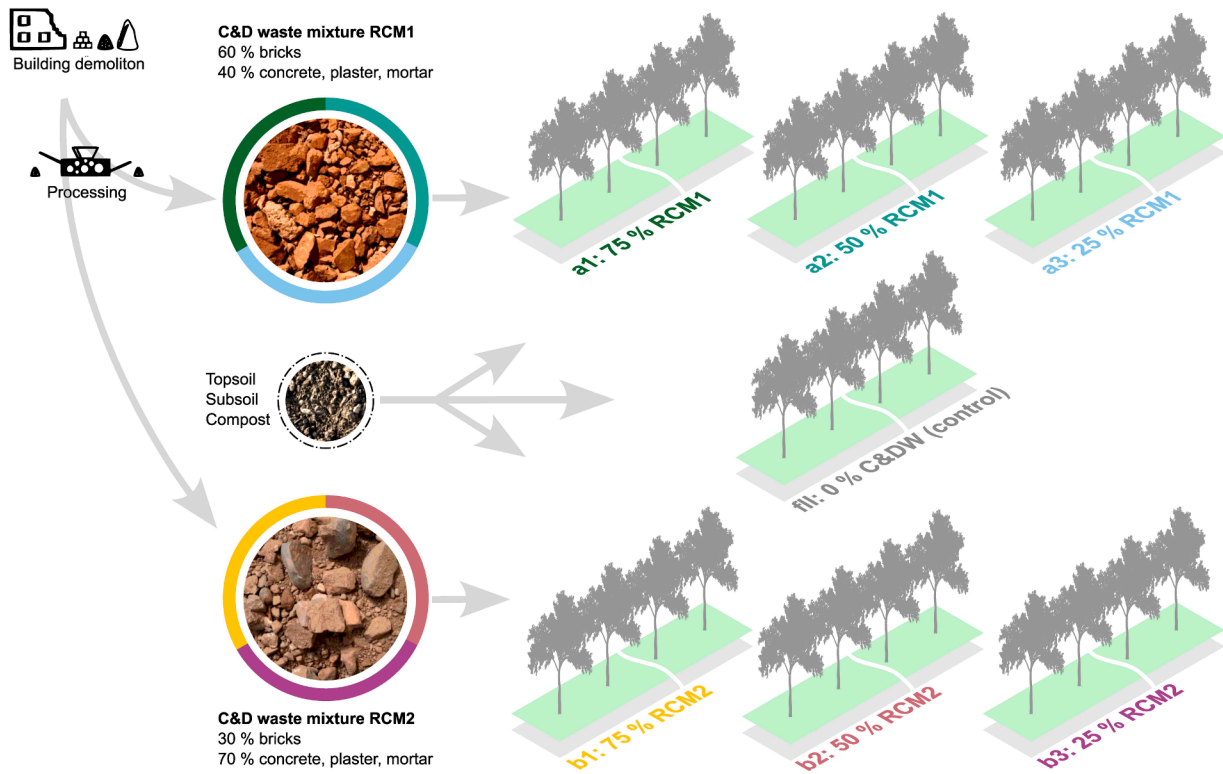 Building demoliton
Processing
C&D waste mixture RCM1
60 % bricks
40 % concrete, plaster, mortar
a1: 75 % RCM1
a2: 50 % RCM1
a3: 25 % RCM1
Topsoil
Subsoil
Compost
fill: 0 % C&DW (control)
C&D waste mixture RCM2
30 % bricks
70 % concrete, plaster, mortar
b1: 75 % RCM2
b2: 50 % RCM2
b3: 25 % RCM2